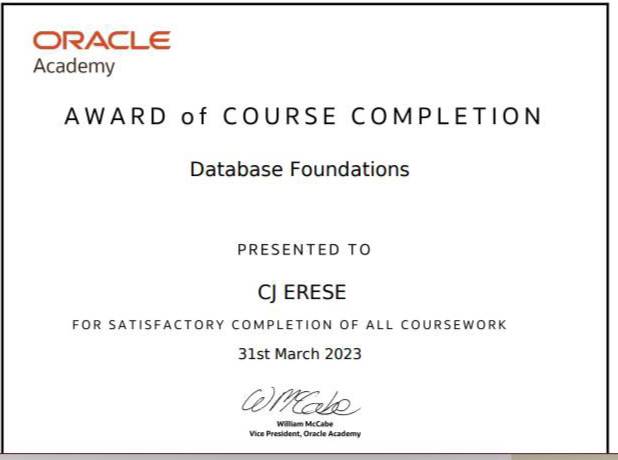 ORACLE
Academy
AWARD of COURSE COMPLETION
Database Foundations
PRESENTED TO
CJ ERESE
FOR SATISFACTORY COMPLETION OF ALL COURSEWORK
31st March 2023
WMcCabe
William McCabe
Vice President, Oracle Academy